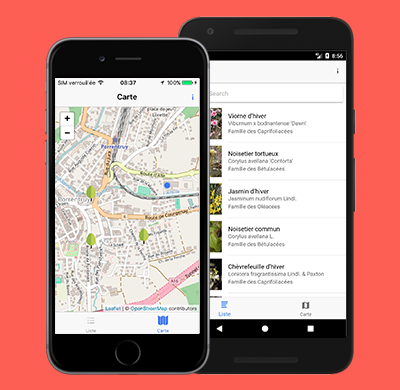 SIM verrouillée
08:37
100%
Carte
+
−
Porrentruy
Porrentruy
Route de Courgenay
Leaflet | © OpenStreetMap contributors
Liste
Carte
8:56
Search
Viorne d'hiver
Viburnum x bodnantense 'Dawn'
Famille des Caprifoliacées
Noisetier tortueux
Corylus avellana 'Contorta'
Famille des Bétulacées
Jasmin d'hiver
Jasminum nudiflorum Lindl.
Famille des Oléacées
Noisetier commun
Corylus avellana L.
Famille des Bétulacées
Chèvrefeuille d'hiver
Lonicera fragrantissima Lindl. & Paxton
Famille des Caprifoliacées
Liste
Carte